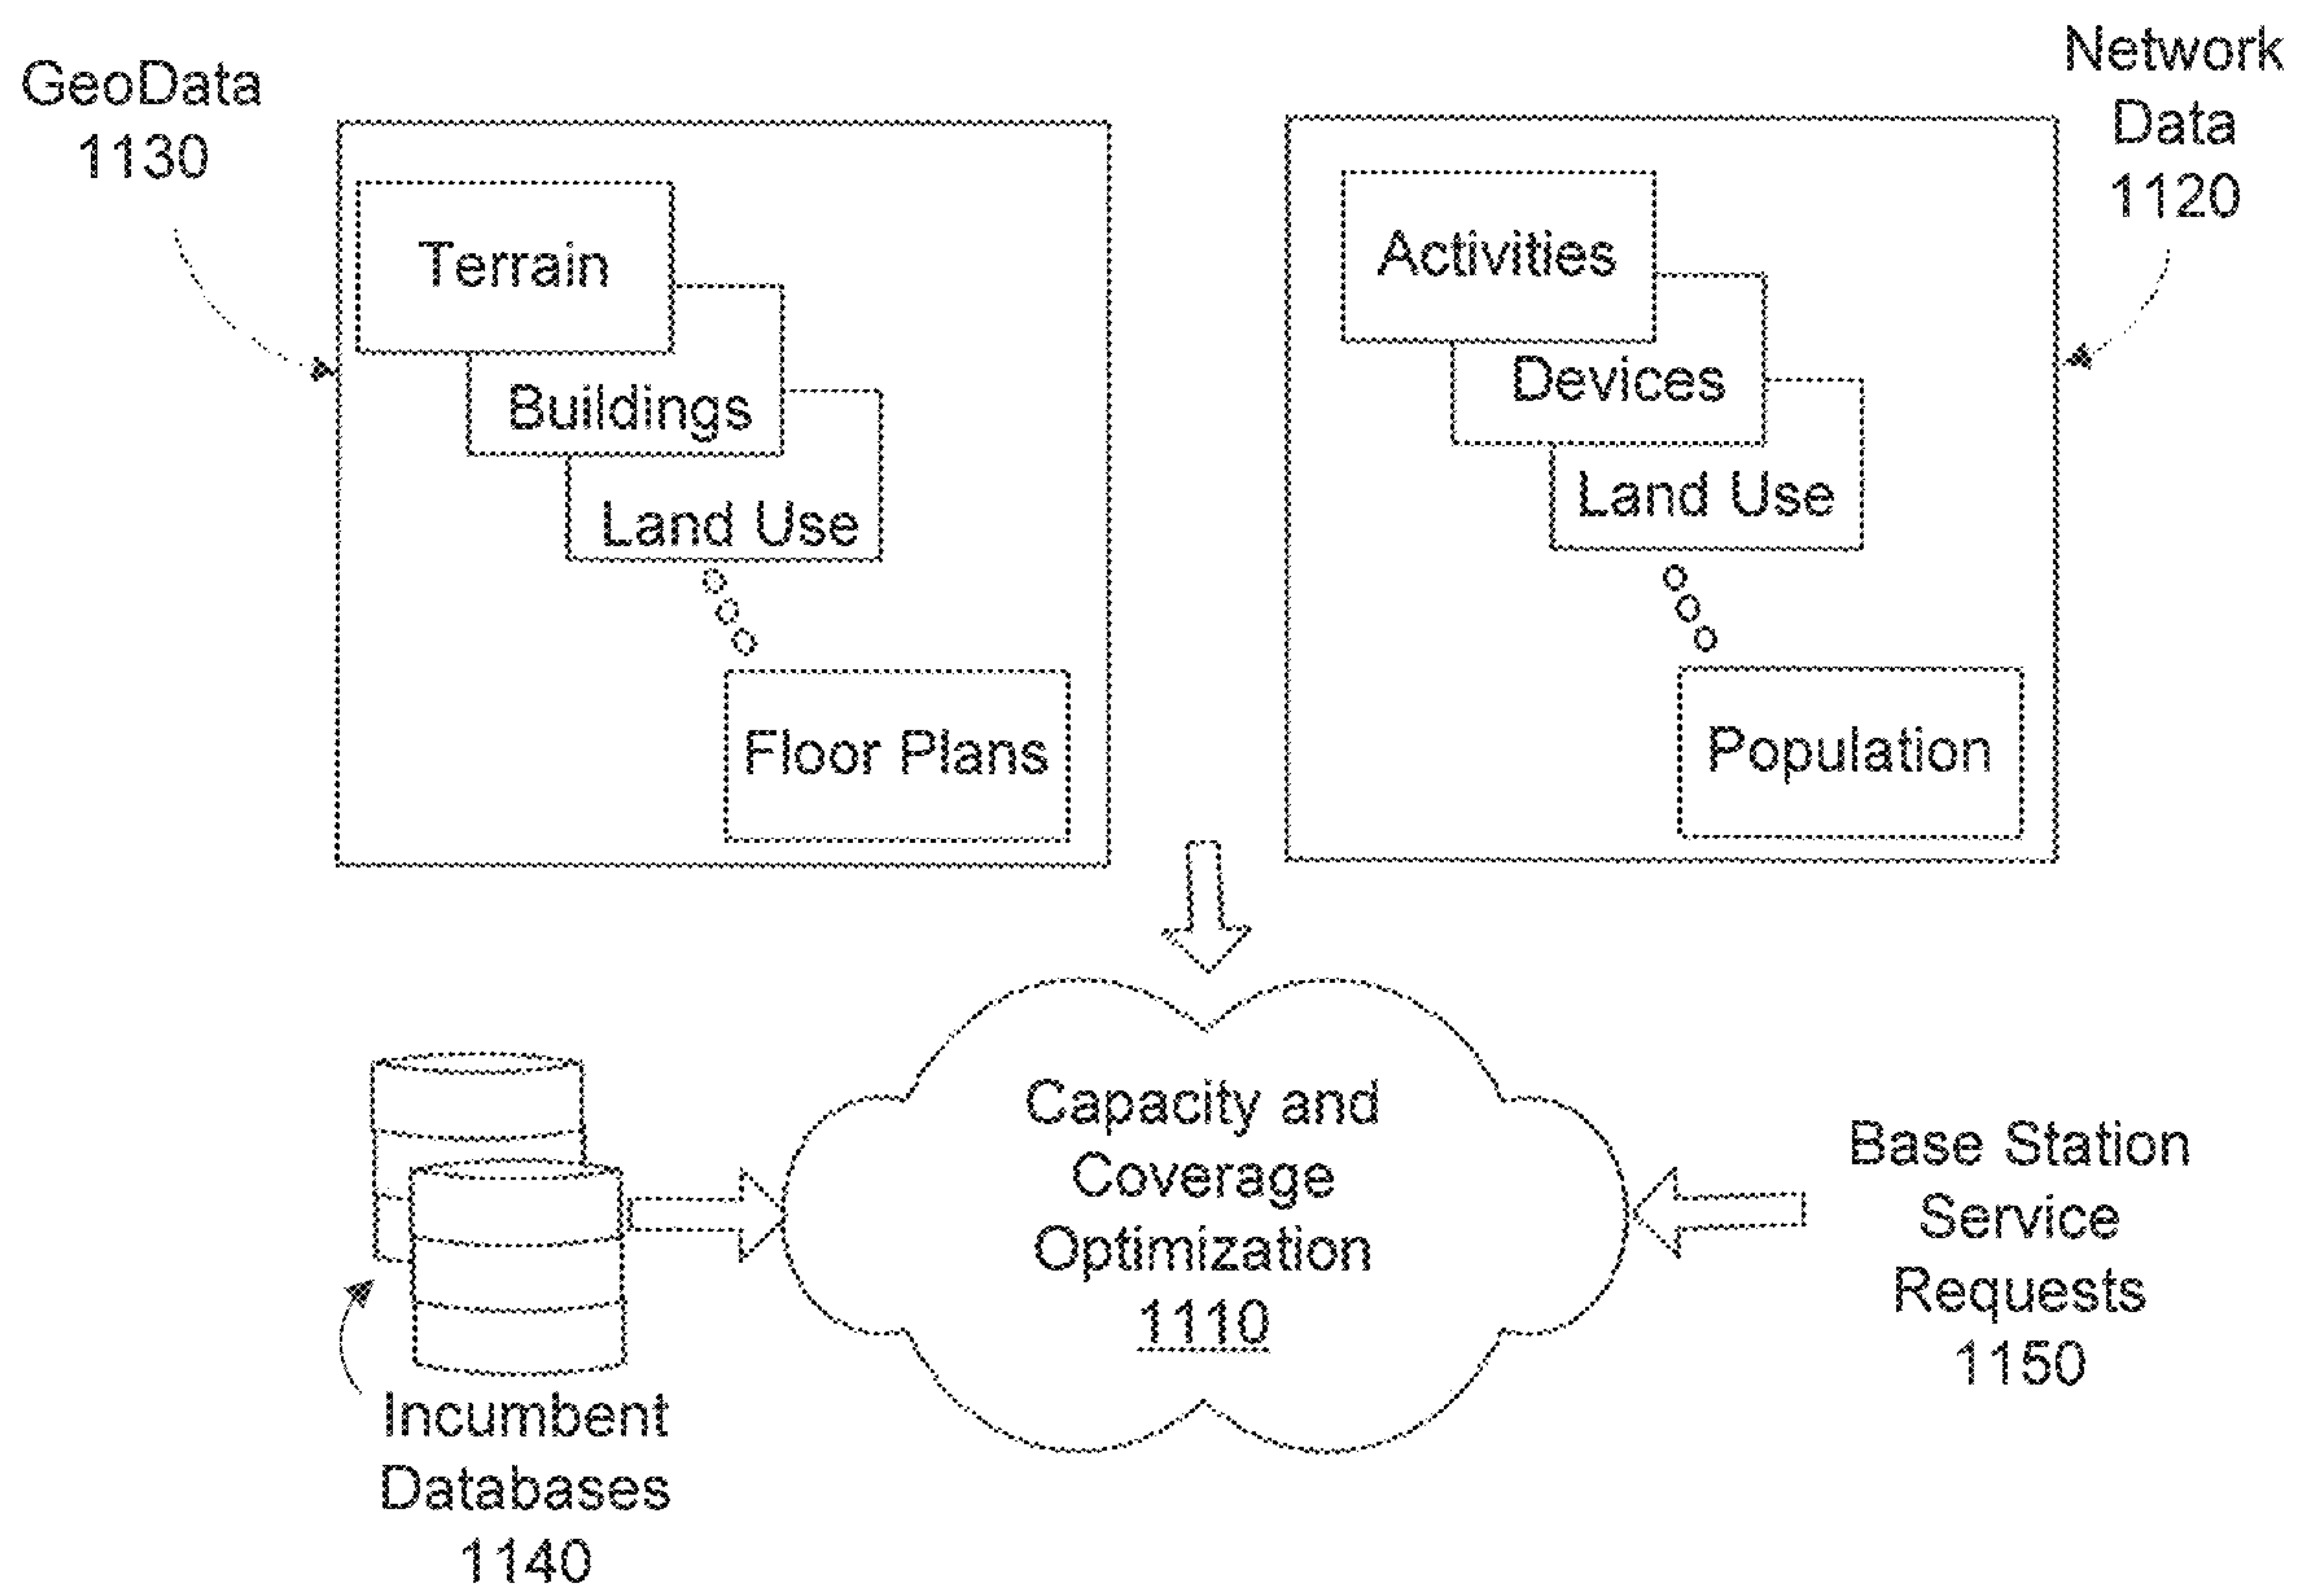 GeoData
1130
Network
Data
1120
Terrain
Buildings
Land Use
Floor Plans
Activities
Devices
Land Use
Population
Capacity and
Coverage
Optimization
1110
Incumbent
Databases
1140
Base Station
Service
Requests
1150